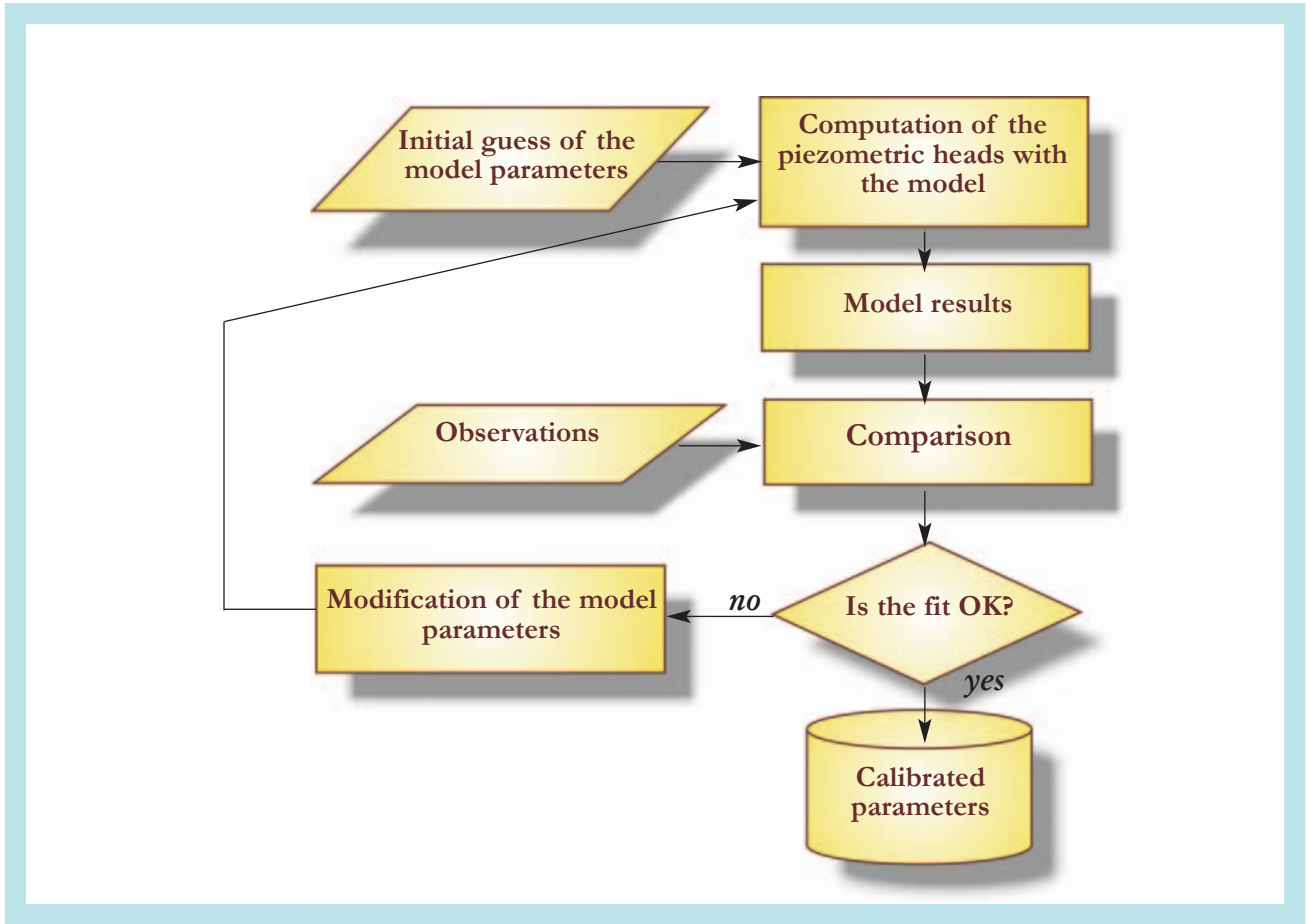 Initial guess of the
model parameters
Computation of the
piezometric heads with
the model
Model results
Observations
Comparison
Is the fit OK?
no
Modification of the model
parameters
yes
Calibrated
parameters